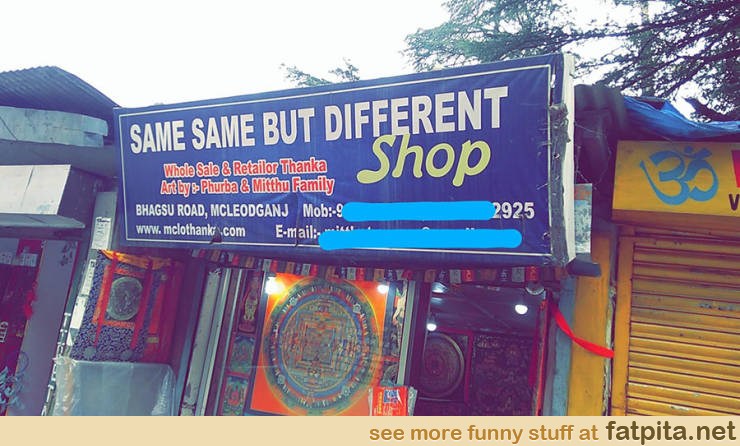 SAME SAME BUT DIFFERENT
Shop
Whole Sale & Retailor Thanka
Art by :- Phurba & Mitthu Family
BHAGSU ROAD, MCLEODGANJ Mob:-9 2925
www. mclothanka.com E-mail:-
ॐ
see more funny stuff at fatpita.net